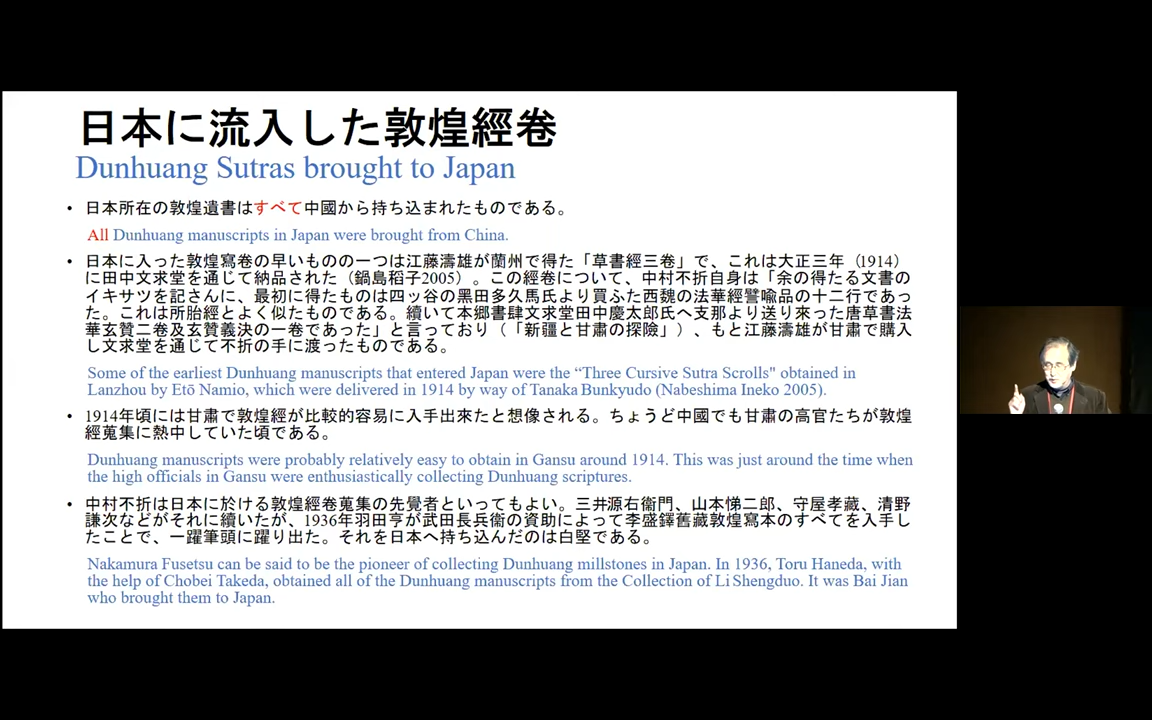 日本に流入した敦煌經卷
Dunhuang Sutras brought to Japan
• 日本所在の敦煌遺書はすべて中國から持ち込まれたものである。
All Dunhuang manuscripts in Japan were brought from China.
• 日本に入った敦煌寫卷の早いものの一つは江藤濤雄が蘭州で得た「草書經三卷」で、これは大正三年（1914）
に田中文求堂を通じて納品された（鍋島稻子2005）。この經卷について、中村不折自身は「余の得たる文書の
イキサツを記さんに、最初に得たものは四ッ谷の黑田多久馬氏より買ふた西魏の法華經譬喩品の十二行であっ
た。これは所胎經とよく似たものである。續いて本郷書肆文求堂田中慶太郎氏へ支那より送り來った唐草書法
華玄贊二卷及玄贊義決の一卷であった」と言っており（「新疆と甘肅の探險」）、もと江藤濤雄が甘肅で購入
し文求堂を通じて不折の手に渡ったものである。
Some of the earliest Dunhuang manuscripts that entered Japan were the “Three Cursive Sutra Scrolls" obtained in
Lanzhou by Etō Namio, which were delivered in 1914 by way of Tanaka Bunkyudo (Nabeshima Ineko 2005).
• 1914年頃には甘肅で敦煌經が比較的容易に入手出來たと想像される。ちょうど中國でも甘肅の高官たちが敦煌
經蒐集に熱中していた頃である。
Dunhuang manuscripts were probably relatively easy to obtain in Gansu around 1914. This was just around the time when
the high officials in Gansu were enthusiastically collecting Dunhuang scriptures.
• 中村不折は日本に於ける敦煌經卷蒐集の先覺者といってもよい。三井源右衞門、山本悌二郎、守屋孝藏、清野
謙次などがそれに續いたが、1936年羽田亨が武田長兵衞の資助によって李盛鐸舊藏敦煌寫本のすべてを入手し
たことで、一躍筆頭に躍り出た。それを日本へ持ち込んだのは白堅である。
Nakamura Fusetsu can be said to be the pioneer of collecting Dunhuang millstones in Japan. In 1936, Toru Haneda, with
the help of Chobei Takeda, obtained all of the Dunhuang manuscripts from the Collection of Li Shengduo. It was Bai Jian
who brought them to Japan.